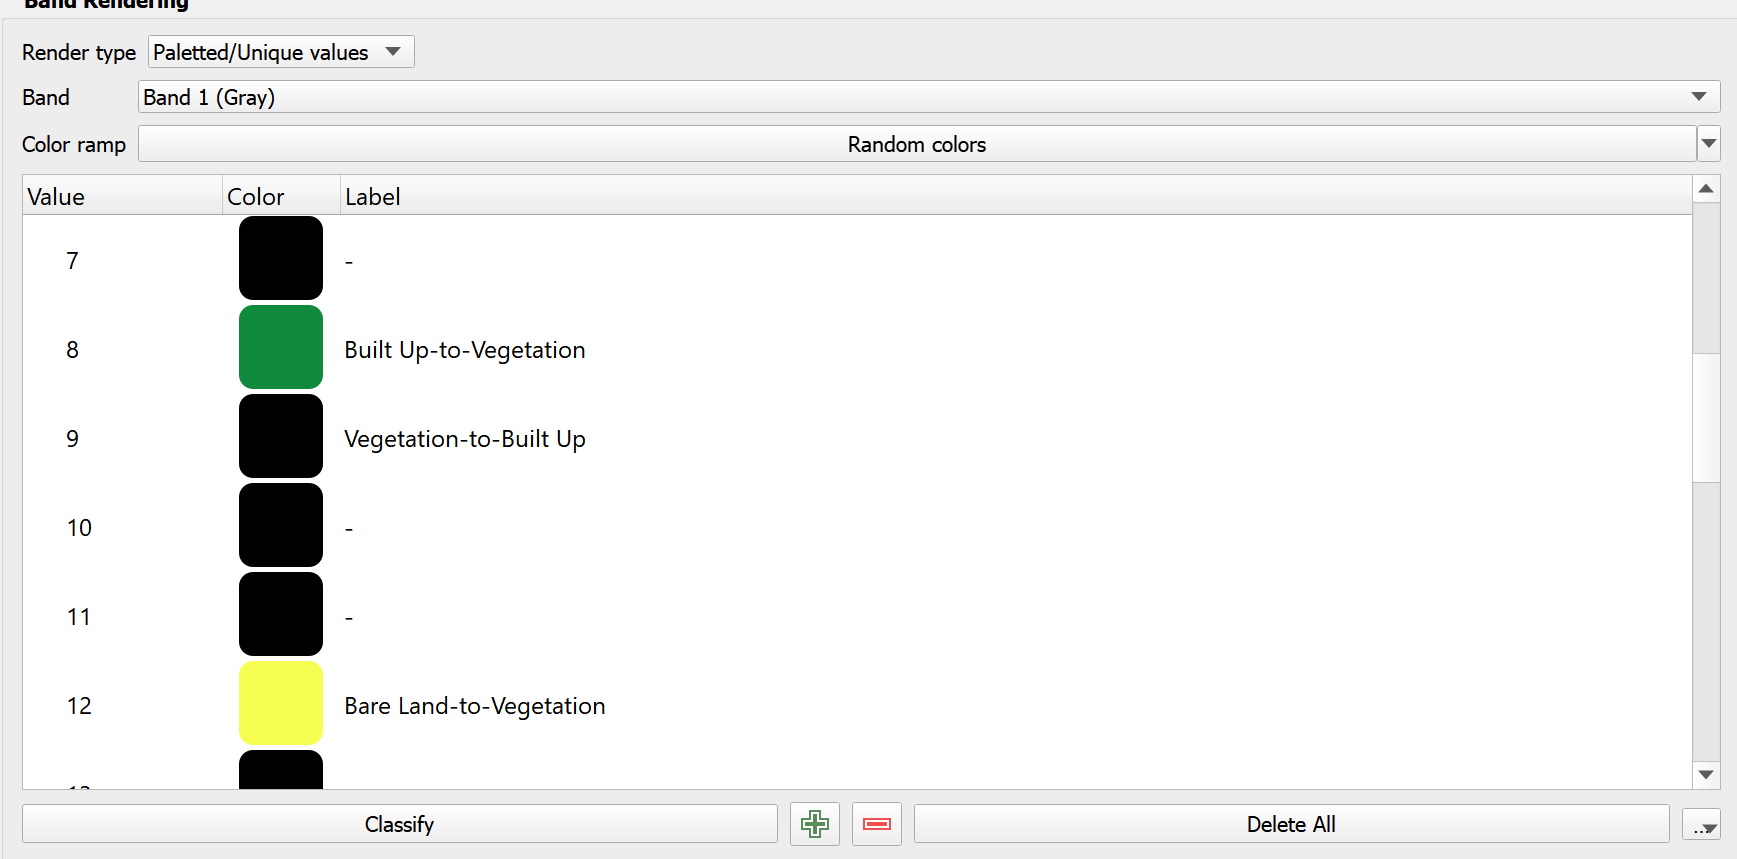 Band Rendering
Render type Paletted/Unique values
Band Band 1 (Gray)
Color ramp Random colors
Value Color Label
7 -
8 Built Up-to-Vegetation
9 Vegetation-to-Built Up
10 -
11 -
12 Bare Land-to-Vegetation
Classify Delete All ...